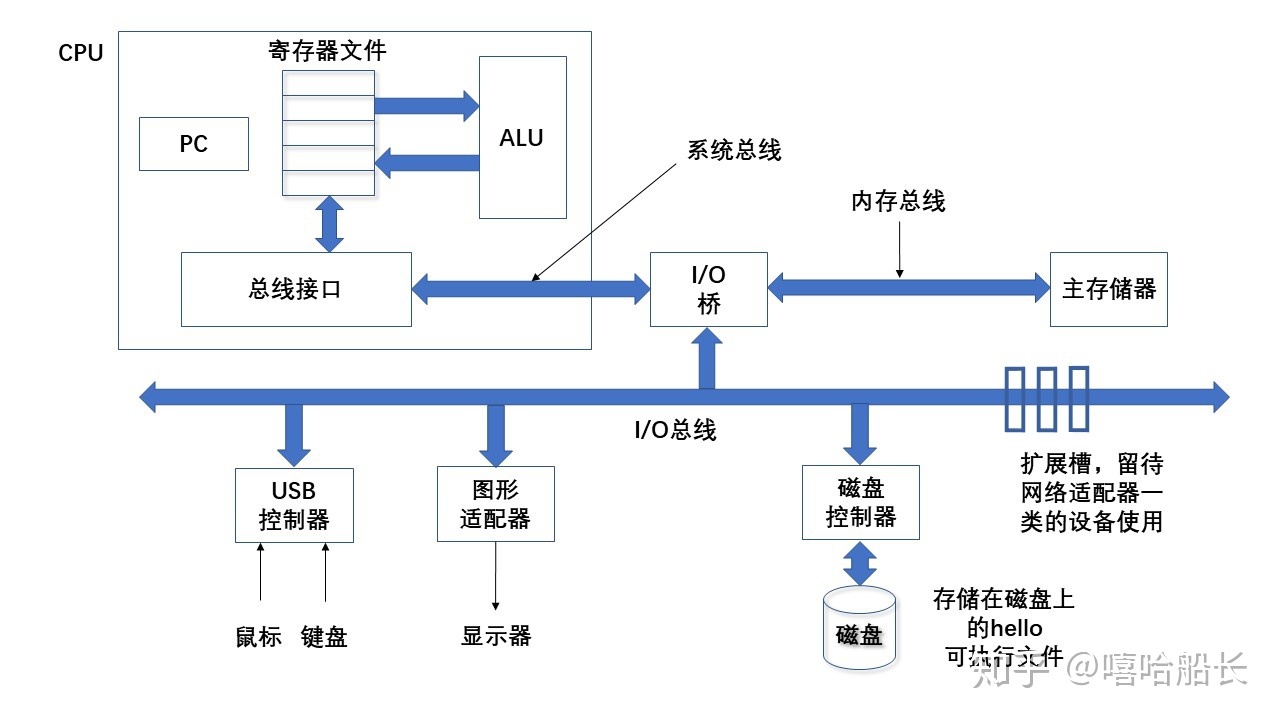 CPU
寄存器文件
PC
ALU
系统总线
内存总线
总线接口
I/O
桥
主存储器
I/O总线
USB
控制器
图形
适配器
磁盘
控制器
扩展槽，留待
网络适配器一
类的设备使用
鼠标
键盘
显示器
磁盘
存储在磁盘上
的hello
可执行文件
知乎 @嘻哈船长